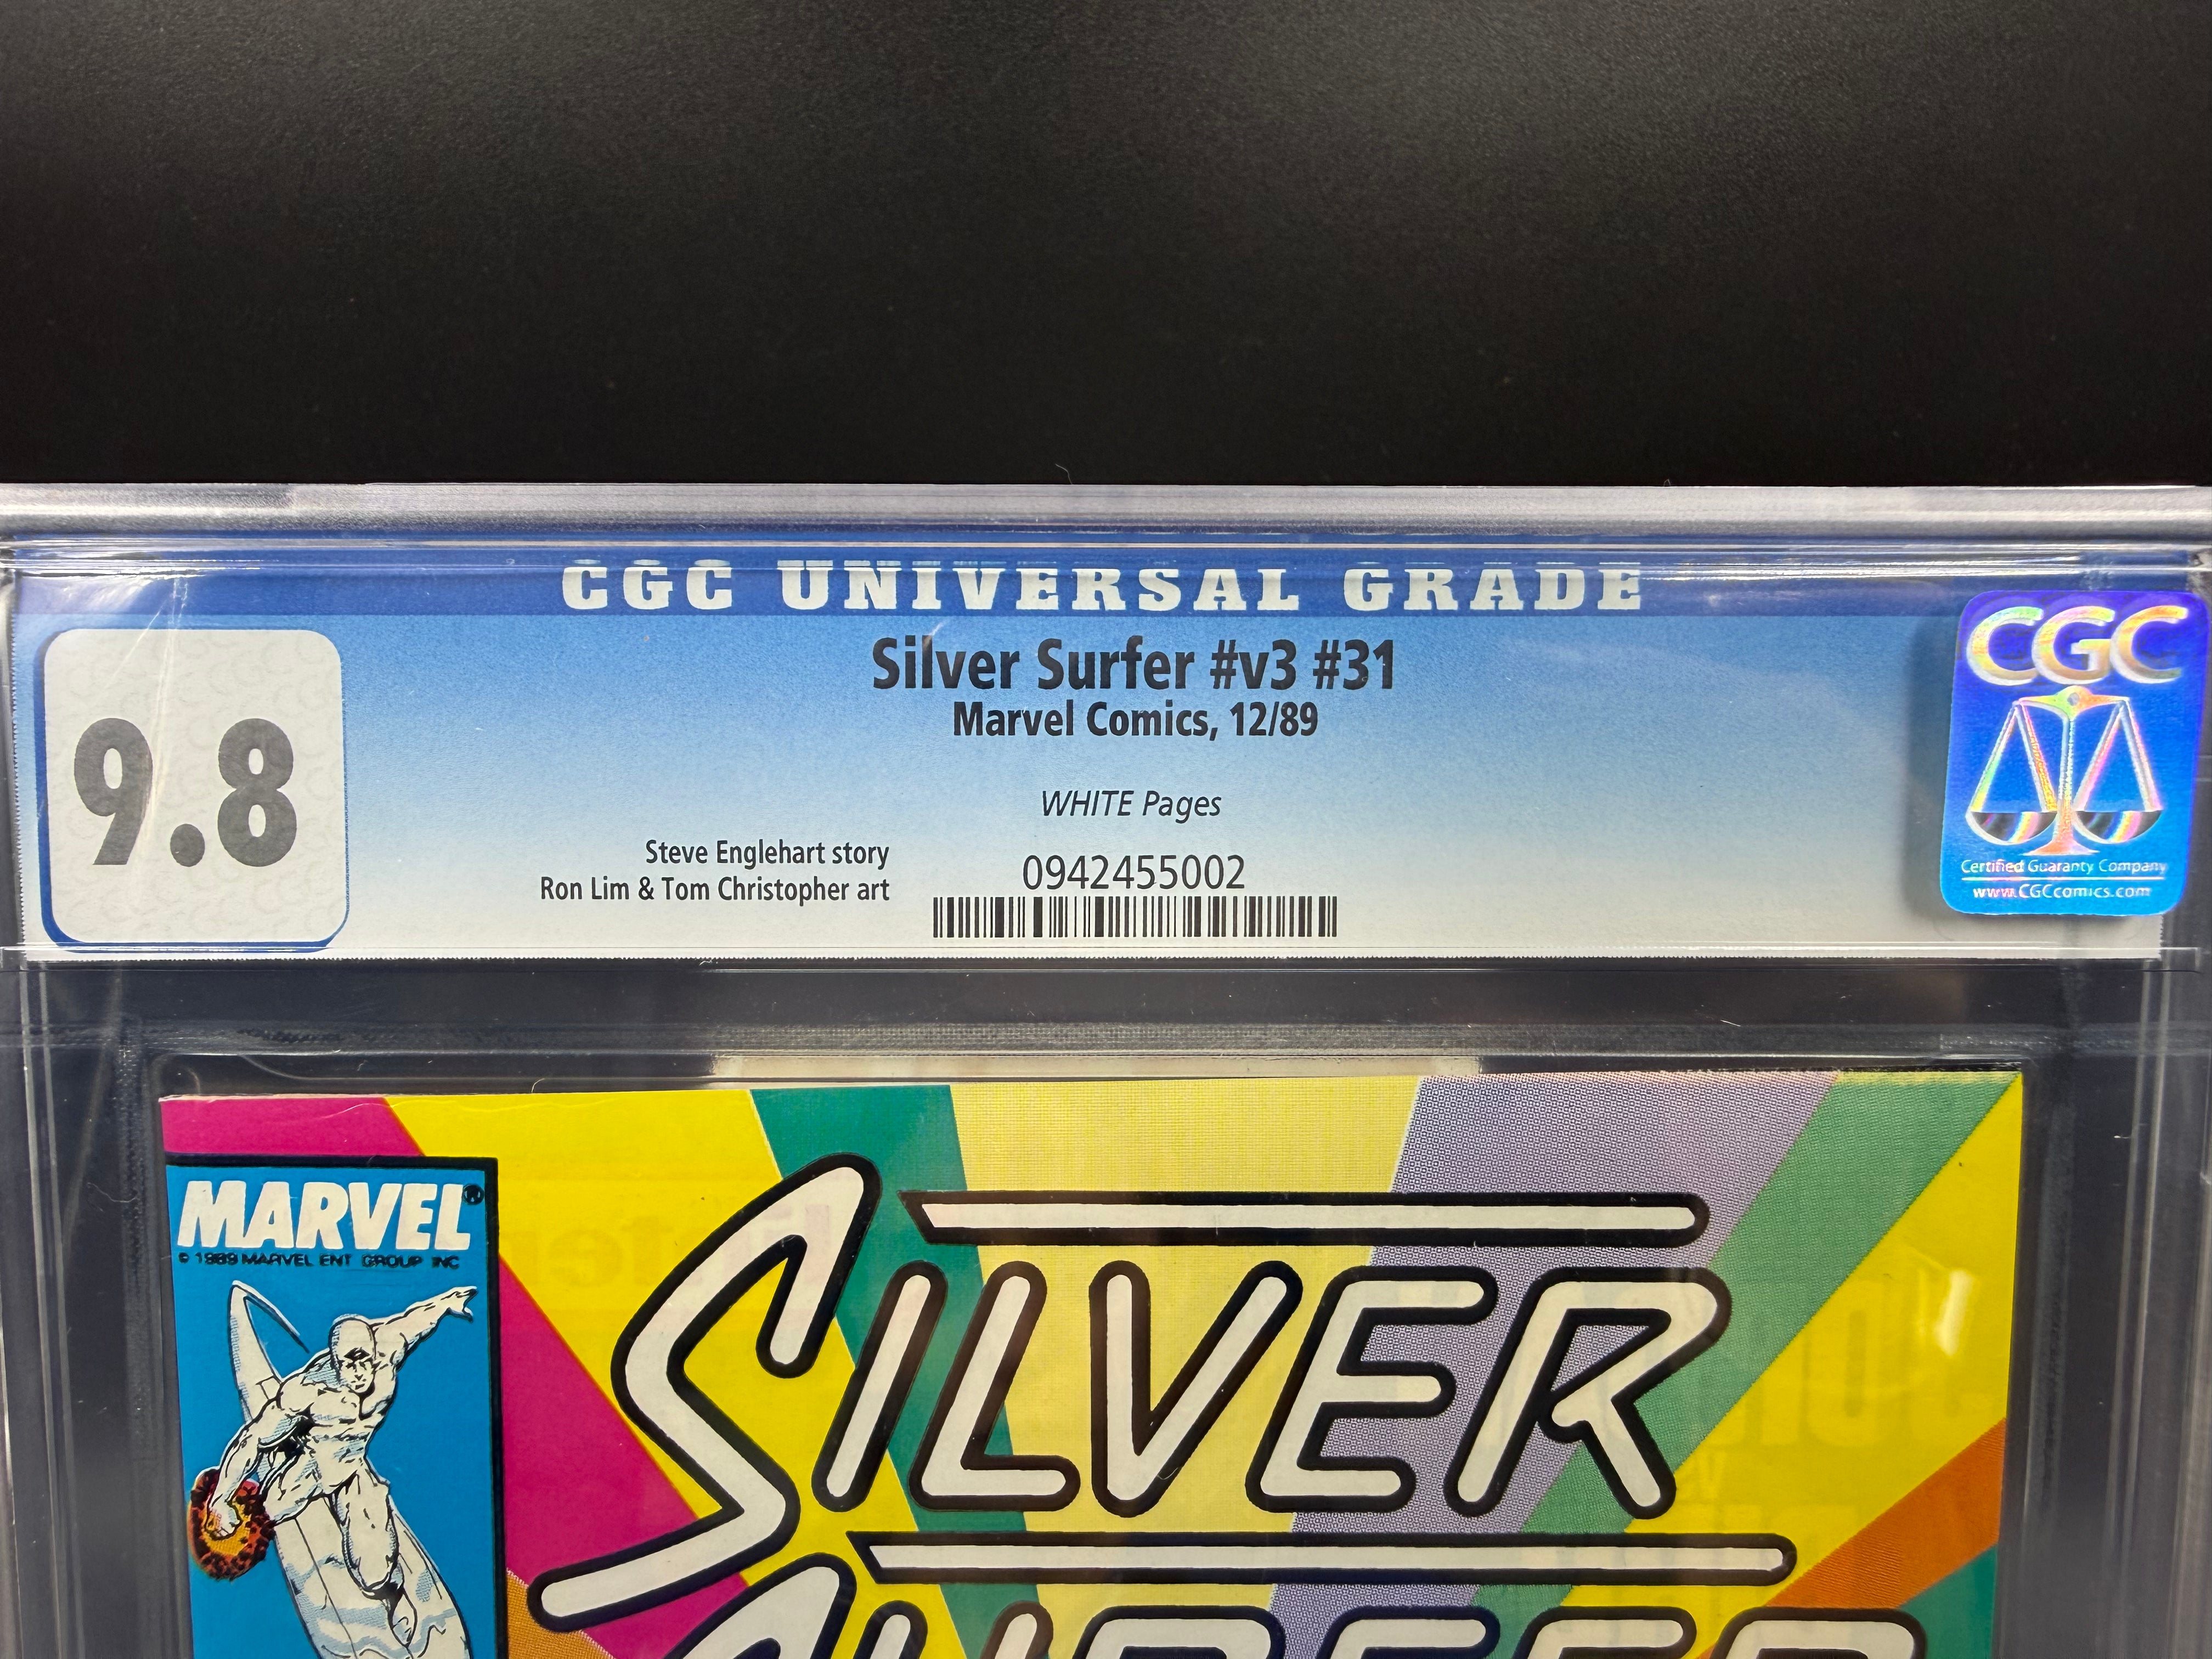 CGC UNIVERSAL GRADE
9.8
Silver Surfer #v3 #31
Marvel Comics, 12/89
WHITE Pages
Steve Englehart story
Ron Lim & Tom Christopher art
0942455002
CGC
Certified Guaranty Company
www.CGCcomics.com
MARVEL®
© 1989 MARVEL ENT GROUP INC
SILVER
SURFER